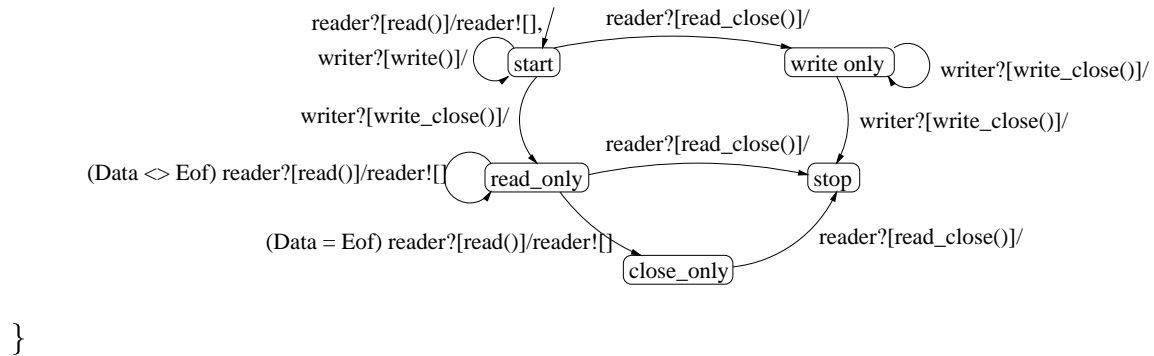 reader?[read()]/reader![],
reader?[read_close()]/
writer?[write()]/
start
write only
writer?[write_close()]/
writer?[write_close()]/
writer?[write_close()]/
reader?[read_close()]/
(Data <> Eof) reader?[read()]/reader![]
read_only
stop
(Data = Eof) reader?[read()]/reader![]
reader?[read_close()]/
close_only
}